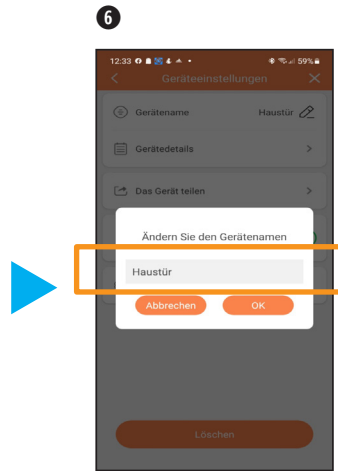 6
12:33 59%
Geräteeinstellungen
Gerätename Haustür
Gerätedetails
Das Gerät teilen
Ändern Sie den Gerätenamen
Haustür
Abbrechen OK
Löschen